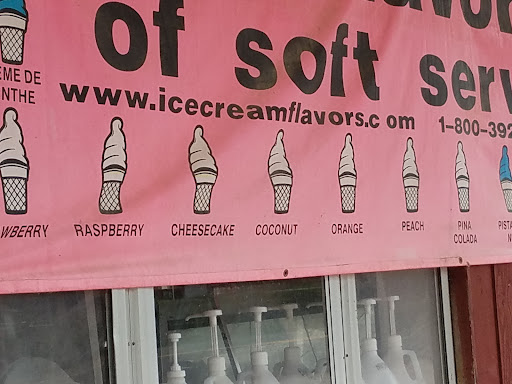 of soft serv
EME DE
NTHE
www.icecreamflavors.c om 1-800-392
WBERRY RASPBERRY CHEESECAKE COCONUT ORANGE PEACH PINA COLADA PISTA